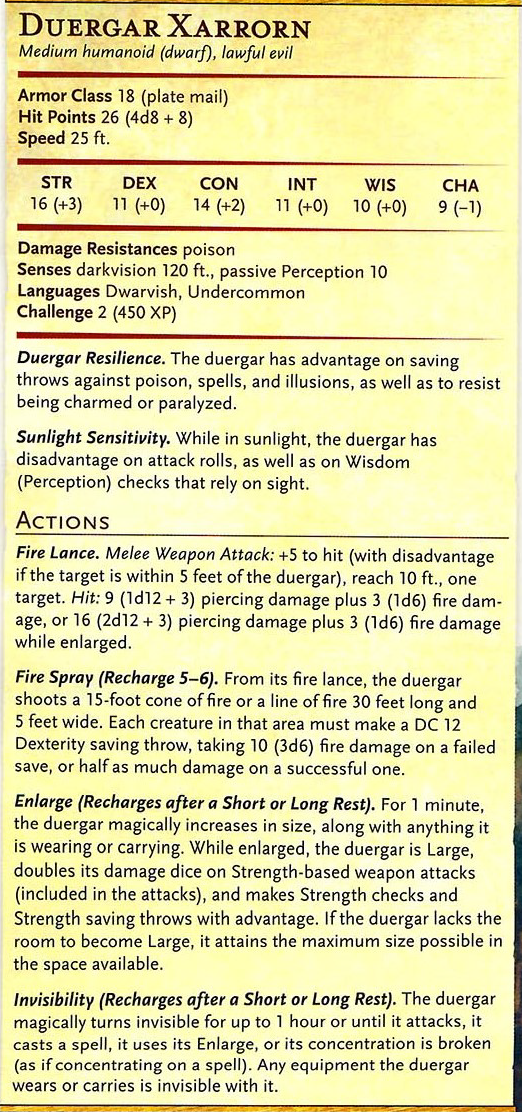 DUERGAR XARRORN
Medium humanoid (dwarf), lawful evil
Armor Class 18 (plate mail)
Hit Points 26 (4d8 + 8)
Speed 25 ft.
STR DEX CON INT WIS CHA
16 (+3) 11 (+0) 14 (+2) 11 (+0) 10 (+0) 9 (–1)
Damage Resistances poison
Senses darkvision 120 ft., passive Perception 10
Languages Dwarvish, Undercommon
Challenge 2 (450 XP)
Duergar Resilience. The duergar has advantage on saving
throws against poison, spells, and illusions, as well as to resist
being charmed or paralyzed.
Sunlight Sensitivity. While in sunlight, the duergar has
disadvantage on attack rolls, as well as on Wisdom
(Perception) checks that rely on sight.
ACTIONS
Fire Lance. Melee Weapon Attack: +5 to hit (with disadvantage
if the target is within 5 feet of the duergar), reach 10 ft., one
target. Hit: 9 (1d12 + 3) piercing damage plus 3 (1d6) fire dam-
age, or 16 (2d12 + 3) piercing damage plus 3 (1d6) fire damage
while enlarged.
Fire Spray (Recharge 5–6). From its fire lance, the duergar
shoots a 15-foot cone of fire or a line of fire 30 feet long and
5 feet wide. Each creature in that area must make a DC 12
Dexterity saving throw, taking 10 (3d6) fire damage on a failed
save, or half as much damage on a successful one.
Enlarge (Recharges after a Short or Long Rest). For 1 minute,
the duergar magically increases in size, along with anything it
is wearing or carrying. While enlarged, the duergar is Large,
doubles its damage dice on Strength-based weapon attacks
(included in the attacks), and makes Strength checks and
Strength saving throws with advantage. If the duergar lacks the
room to become Large, it attains the maximum size possible in
the space available.
Invisibility (Recharges after a Short or Long Rest). The duergar
magically turns invisible for up to 1 hour or until it attacks, it
casts a spell, it uses its Enlarge, or its concentration is broken
(as if concentrating on a spell). Any equipment the duergar
wears or carries is invisible with it.